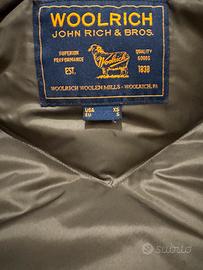 WOOLRICH
JOHN RICH & BROS.
SUPERIOR PERFORMANCE
QUALITY GOODS
Woolrich
EST.
1830
WOOLRICH WOOLEN MILLS - WOOLRICH, PA
USA XS
EU S
subito